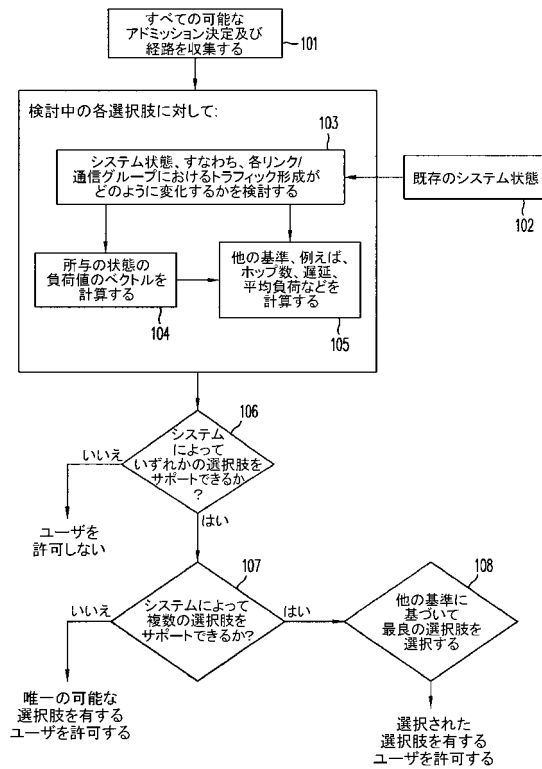 すべての可能な
アドミッション決定及び
経路を収集する
101
検討中の各選択肢に対して:
103
システム状態、すなわち、各リンク/
通信グループにおけるトラフィック形成が
どのように変化するかを検討する
既存のシステム状態
102
所与の状態の
負荷値のベクトルを
計算する
104
他の基準、例えば、
ホップ数、遅延、
平均負荷などを
計算する
105
106
システム
によって
いずれかの選択肢を
サポートできるか
?
いいえ
はい
ユーザを
許可しない
107
システムによって
複数の選択肢を
サポートできるか?
いいえ
はい
108
他の基準に
基づいて
最良の選択肢を
選択する
唯一の可能な
選択肢を有する
ユーザを許可する
選択された
選択肢を有する
ユーザを許可する